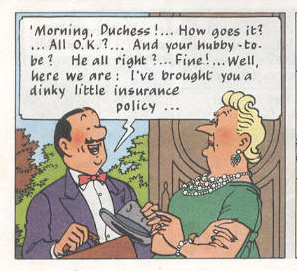 'Morning, Duchess!... How goes it?
... All O.K.?... And your hubby-to-
be? He all right?... Fine!... Well,
here we are: I've brought you a
dinky little insurance
policy ...